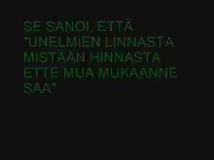 SE SANOI, ETTÄ
"UNELMIEN LINNASTA
MISTÄÄN HINNASTA
ETTE MUA MUKAANNE
SAA"